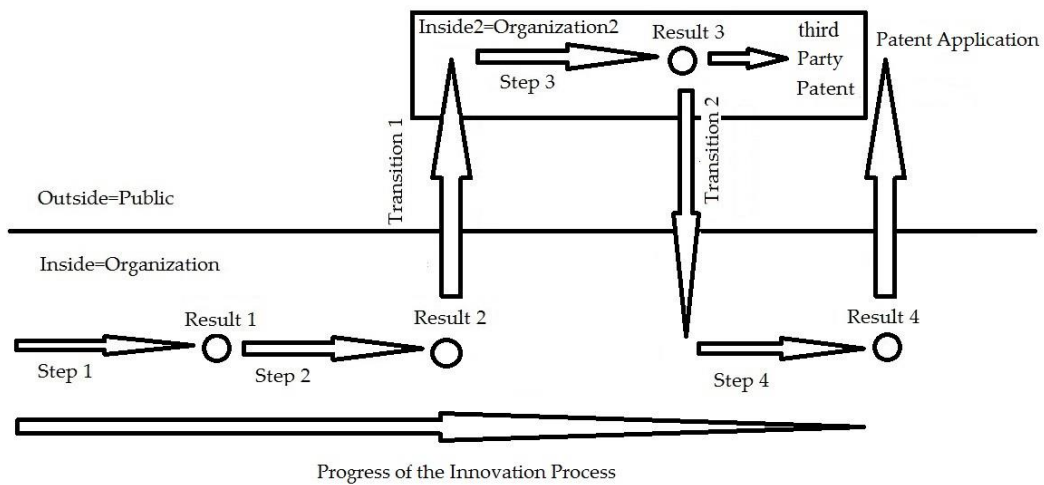 Inside2=Organization2
Result 3
third
Party
Patent
Patent Application
Step 3
Transition 1
Transition 2
Outside=Public
Inside=Organization
Result 1
Result 2
Result 4
Step 1
Step 2
Step 4
Progress of the Innovation Process